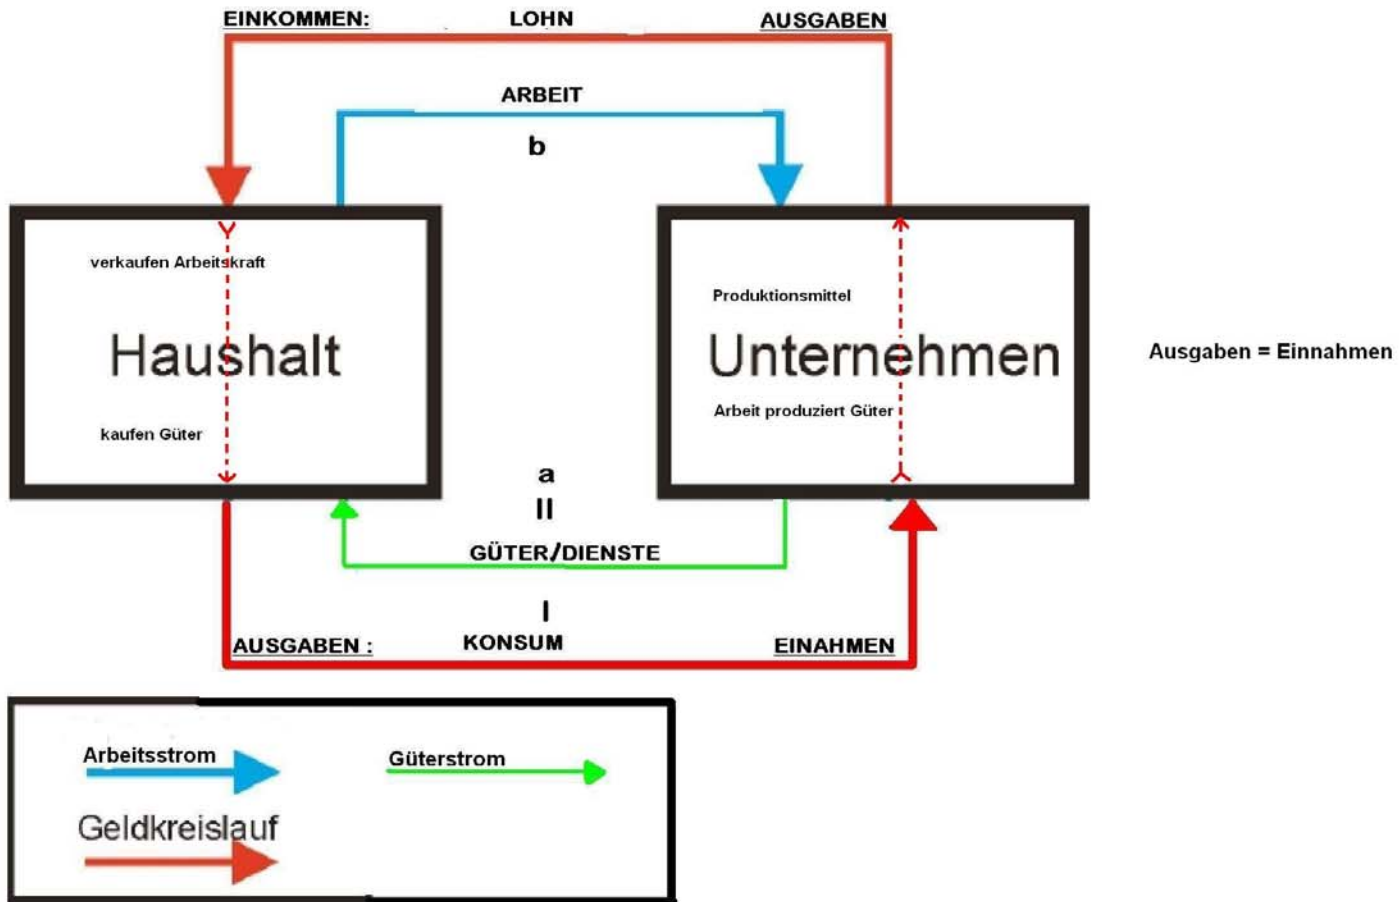 EINKOMMEN: LOHN AUSGABEN
ARBEIT
b
verkaufen Arbeitskraft
Haushalt
kaufen Güter
Produktionsmittel
Unternehmen
Arbeit produziert Güter
Ausgaben = Einnahmen
a
II
GÜTER/DIENSTE
I
AUSGABEN : KONSUM EINAHMEN
Arbeitsstrom
Güterstrom
Geldkreislauf